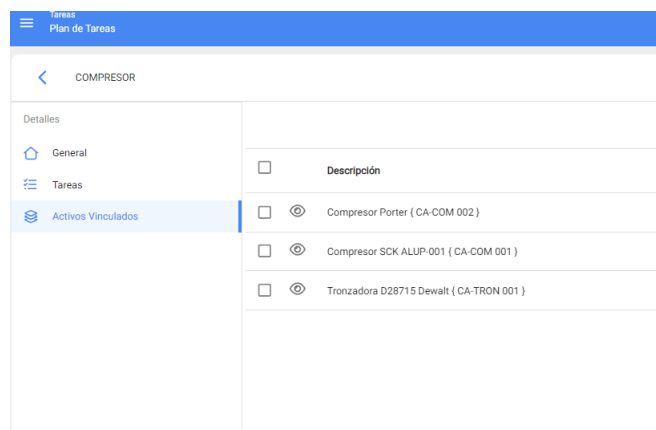 Tareas
Plan de Tareas
COMPRESOR
Detalles
General
Tareas
Activos Vinculados
Descripción
Compresor Porter { CA-COM 002 }
Compresor SCK ALUP-001 { CA-COM 001 }
Tronzadora D28715 Dewalt { CA-TRON 001 }